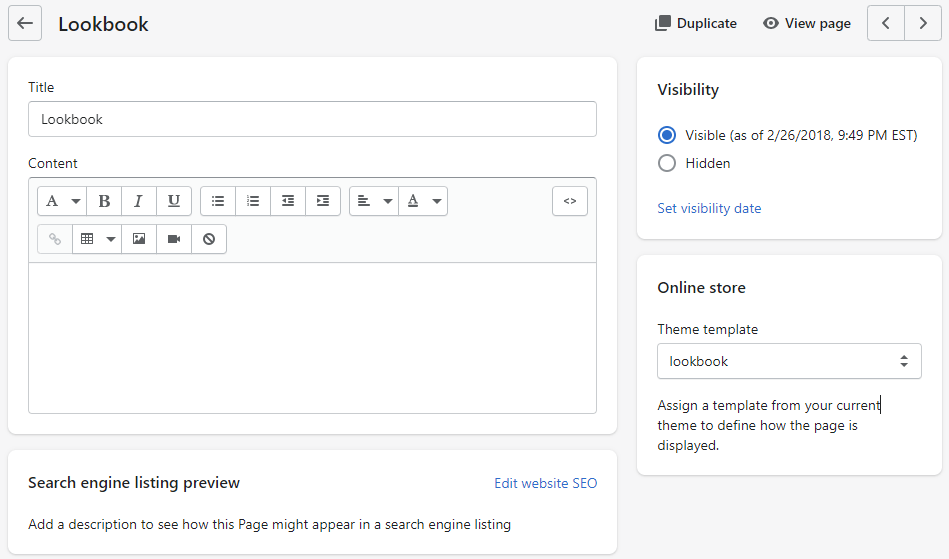 Lookbook
Duplicate
View page
Title
Lookbook
Content
A B I U A <>
Search engine listing preview
Edit website SEO
Add a description to see how this Page might appear in a search engine listing
Visibility
Visible (as of 2/26/2018, 9:49 PM EST)
Hidden
Set visibility date
Online store
Theme template
lookbook
Assign a template from your current
theme to define how the page is
displayed.